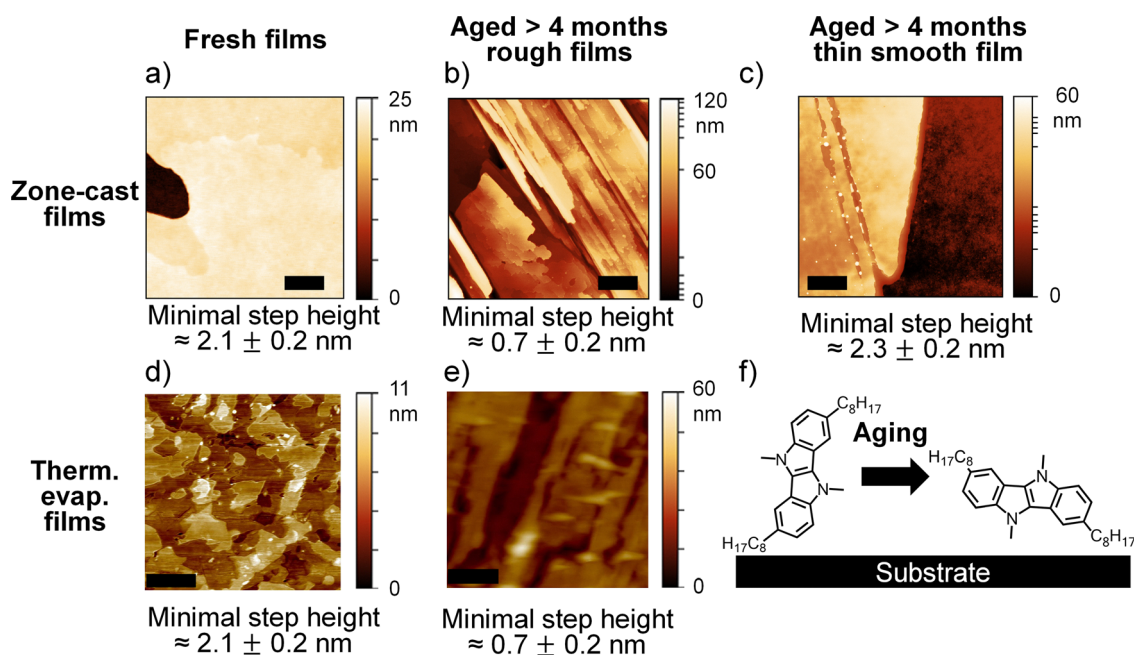 Fresh films
Aged > 4 months
rough films
Aged > 4 months
thin smooth film
Zone-cast
films
a)
25
nm
0
Minimal step height
≈ 2.1 ± 0.2 nm
b)
120
nm
60
0
Minimal step height
≈ 0.7 ± 0.2 nm
c)
60
nm
0
Minimal step height
≈ 2.3 ± 0.2 nm
Therm.
evap.
films
d)
11
nm
0
Minimal step height
≈ 2.1 ± 0.2 nm
e)
60
nm
0
Minimal step height
≈ 0.7 ± 0.2 nm
f)
C8H17
N
N
H17C8
Aging
H17C8
N
N
C8H17
Substrate